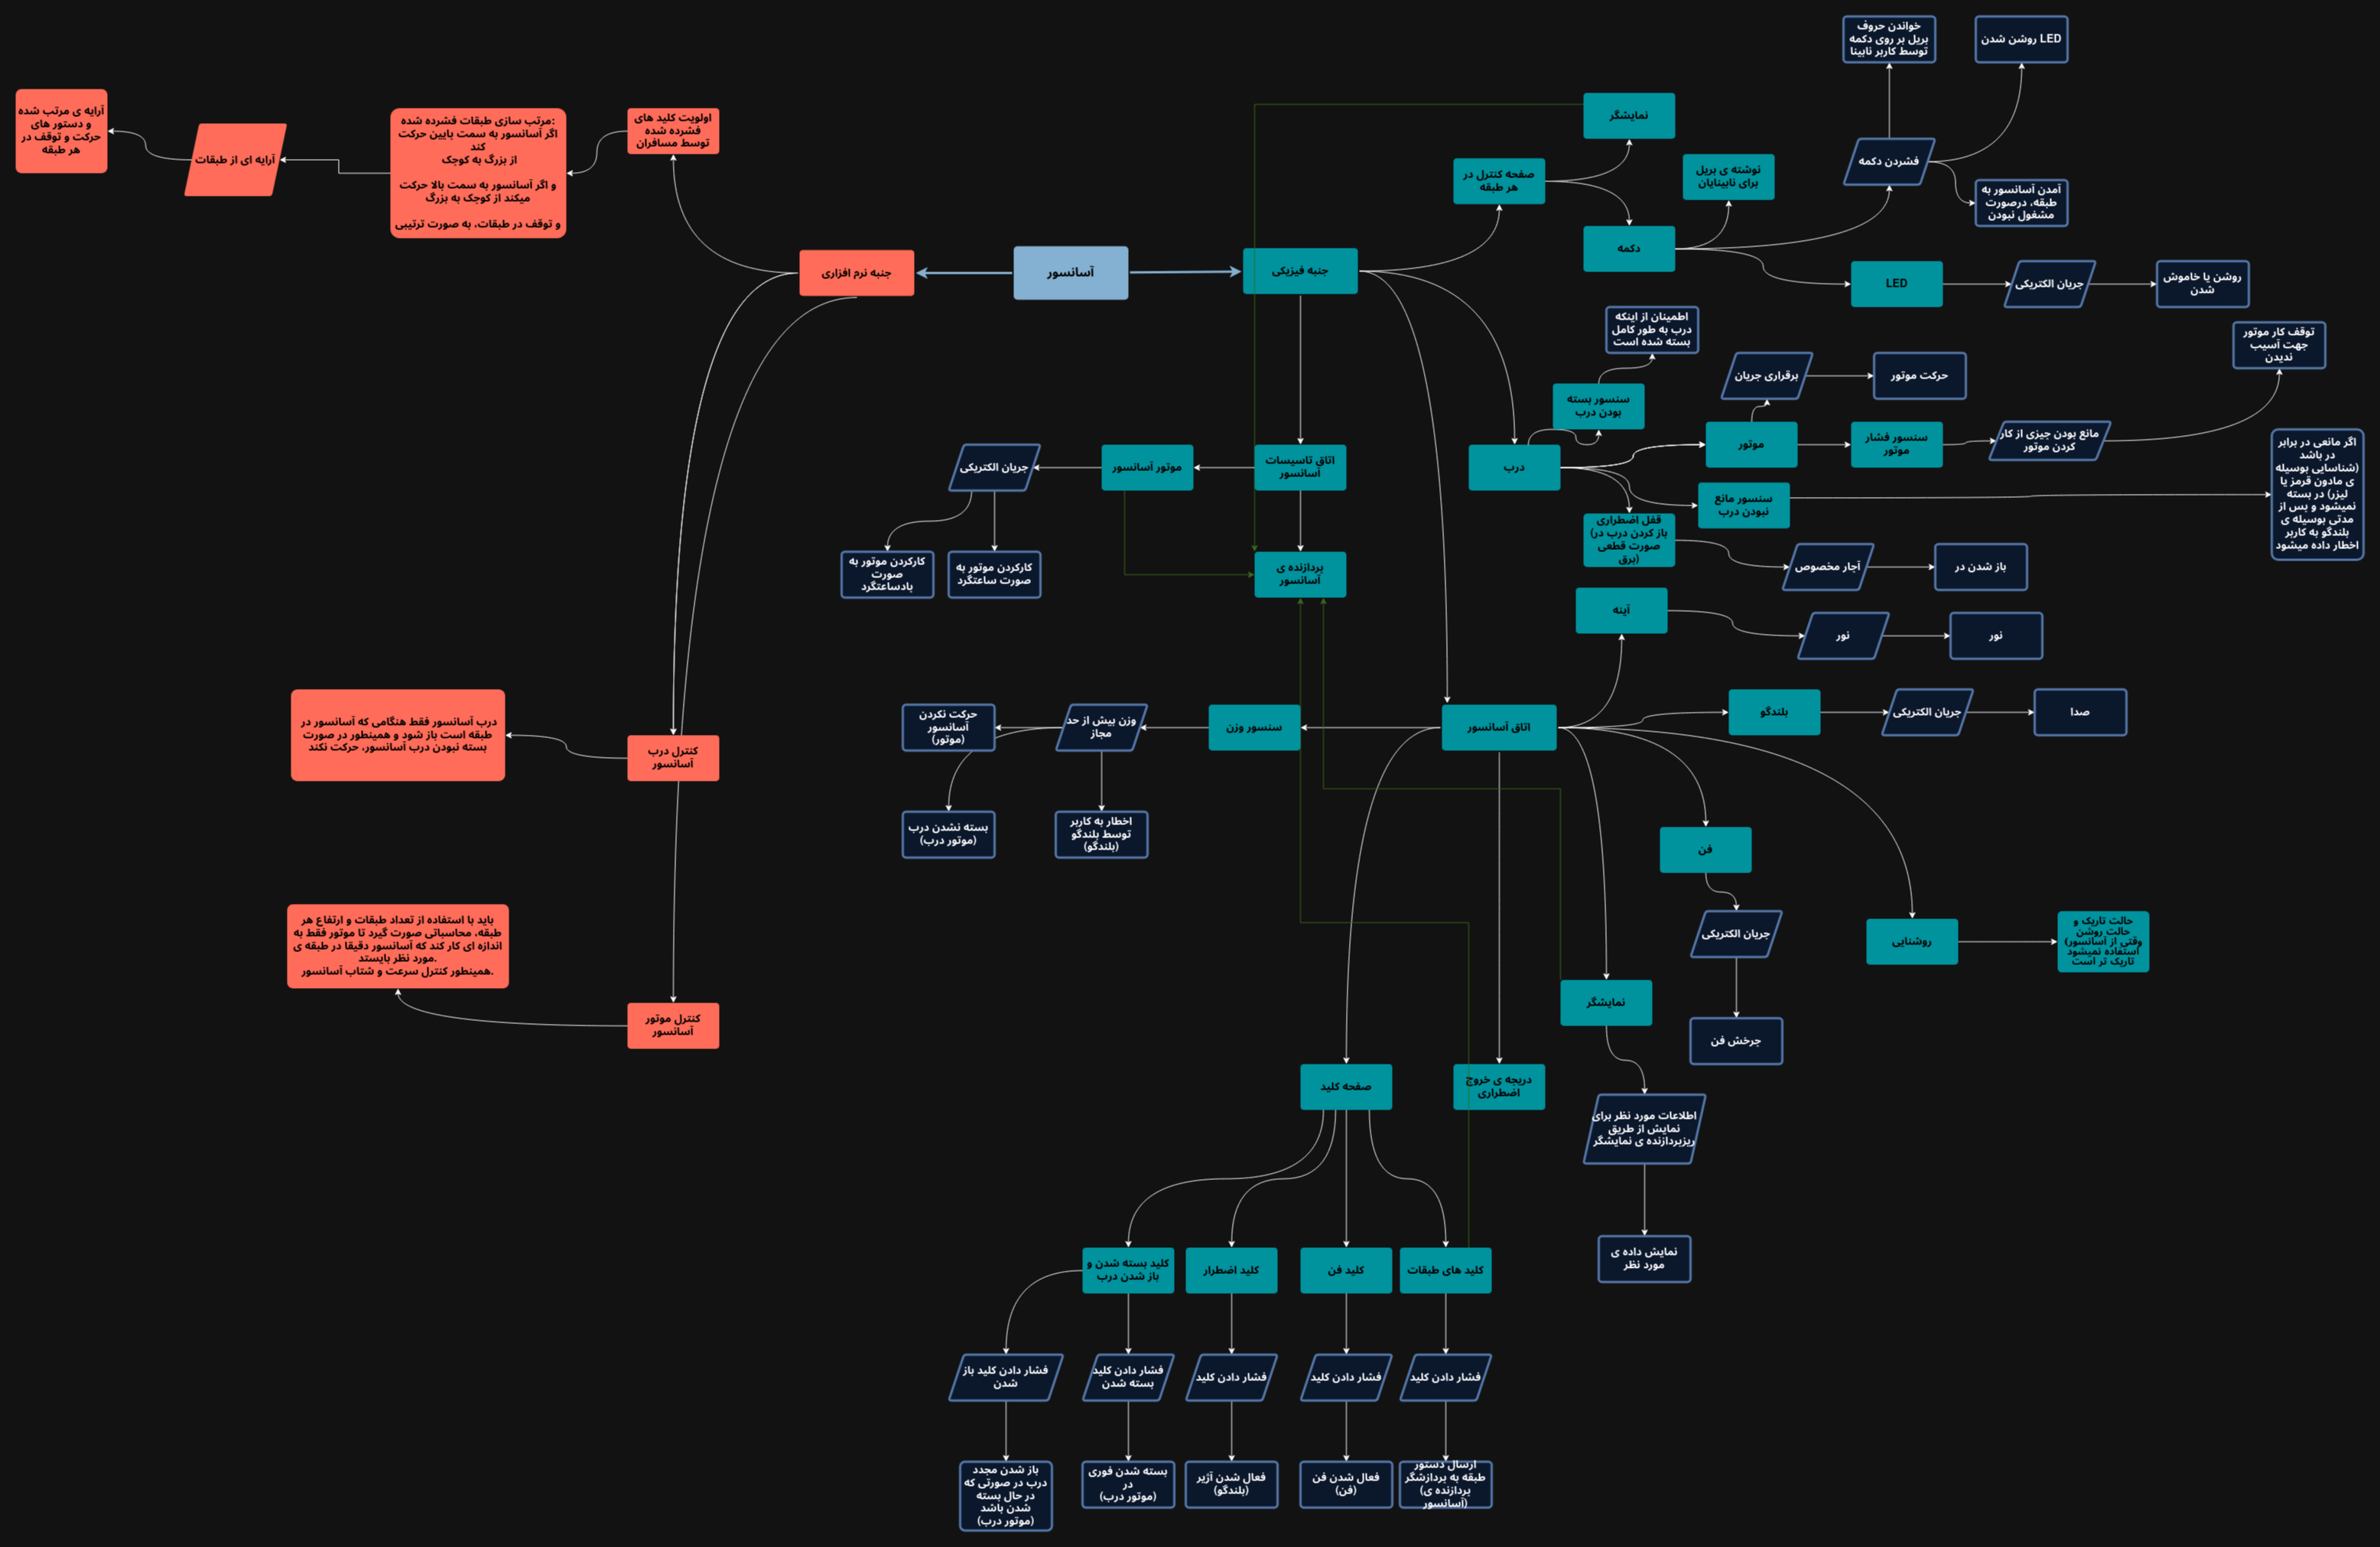 آسانسور
جنبه نرم افزاری
اولویت کلید های
فشرده شده
توسط مسافران
مرتب سازی طبقات فشرده شده:
اگر آسانسور به سمت پایین حرکت
کند
از بزرگ به کوچک
و اگر آسانسور به سمت بالا حرکت
میکند از کوچک به بزرگ
و توقف در طبقات، به صورت ترتیبی
آرایه ای از طبقات
آرایه ی مرتب شده
و دستور های
حرکت و توقف در
هر طبقه
کنترل درب
آسانسور
درب آسانسور فقط هنگامی که آسانسور در
طبقه است باز شود و همینطور در صورت
بسته نبودن درب آسانسور، حرکت نکند
کنترل موتور
آسانسور
باید با استفاده از تعداد طبقات و ارتفاع هر
طبقه، محاسباتی صورت گیرد تا موتور فقط به
اندازه ای کار کند که آسانسور دقیقا در طبقه ی
مورد نظر بایستد.
همینطور کنترل سرعت و شتاب آسانسور.
جنبه فیزیکی
صفحه کنترل در
هر طبقه
نمایشگر
دکمه
نوشته ی بریل
برای نابینایان
فشردن دکمه
خواندن حروف
بریل بر روی دکمه
توسط کاربر نابینا
روشن شدن LED
آمدن آسانسور به
طبقه، درصورت
مشغول نبودن
LED
جریان الکتریکی
روشن یا خاموش
شدن
درب
سنسور بسته
بودن درب
اطمینان از اینکه
درب به طور کامل
بسته شده است
موتور
برقراری جریان
حرکت موتور
سنسور فشار
موتور
مانع بودن چیزی از کار
کردن موتور
توقف کار موتور
جهت آسیب
ندیدن
سنسور مانع
نبودن درب
اگر مانعی در برابر
در باشد
(شناسایی بوسیله
ی مادون قرمز یا
لیزر) در بسته
نمیشود و پس از
مدتی بوسیله ی
بلندگو به کاربر
اخطار داده میشود
قفل اضطراری
(باز کردن درب در
صورت قطعی
برق)
آچار مخصوص
باز شدن در
اتاق تاسیسات
آسانسور
موتور آسانسور
جریان الکتریکی
کارکردن موتور به
صورت
پادساعتگرد
کارکردن موتور به
صورت ساعتگرد
پردازنده ی
آسانسور
اتاق آسانسور
آینه
نور
نور
بلندگو
جریان الکتریکی
صدا
سنسور وزن
وزن بیش از حد
مجاز
حرکت نکردن
آسانسور
(موتور)
بسته نشدن درب
(موتور درب)
اخطار به کاربر
توسط بلندگو
(بلندگو)
فن
جریان الکتریکی
چرخش فن
روشنایی
حالت تاریک و
حالت روشن
(وقتی از آسانسور
استفاده نمیشود
تاریک تر است
نمایشگر
اطلاعات مورد نظر برای
نمایش از طریق
ریزپردازنده ی نمایشگر
نمایش داده ی
مورد نظر
دریچه ی خروج
اضطراری
صفحه کلید
کلید های طبقات
فشار دادن کلید
ارسال دستور
طبقه به پردازشگر
(پردازنده ی
آسانسور)
کلید فن
فشار دادن کلید
فعال شدن فن
(فن)
کلید اضطرار
فشار دادن کلید
فعال شدن آژیر
(بلندگو)
کلید بسته شدن و
باز شدن درب
فشار دادن کلید
بسته شدن
بسته شدن فوری
در
(موتور درب)
فشار دادن کلید باز
شدن
باز شدن مجدد
درب در صورتی که
در حال بسته
شدن باشد
(موتور درب)